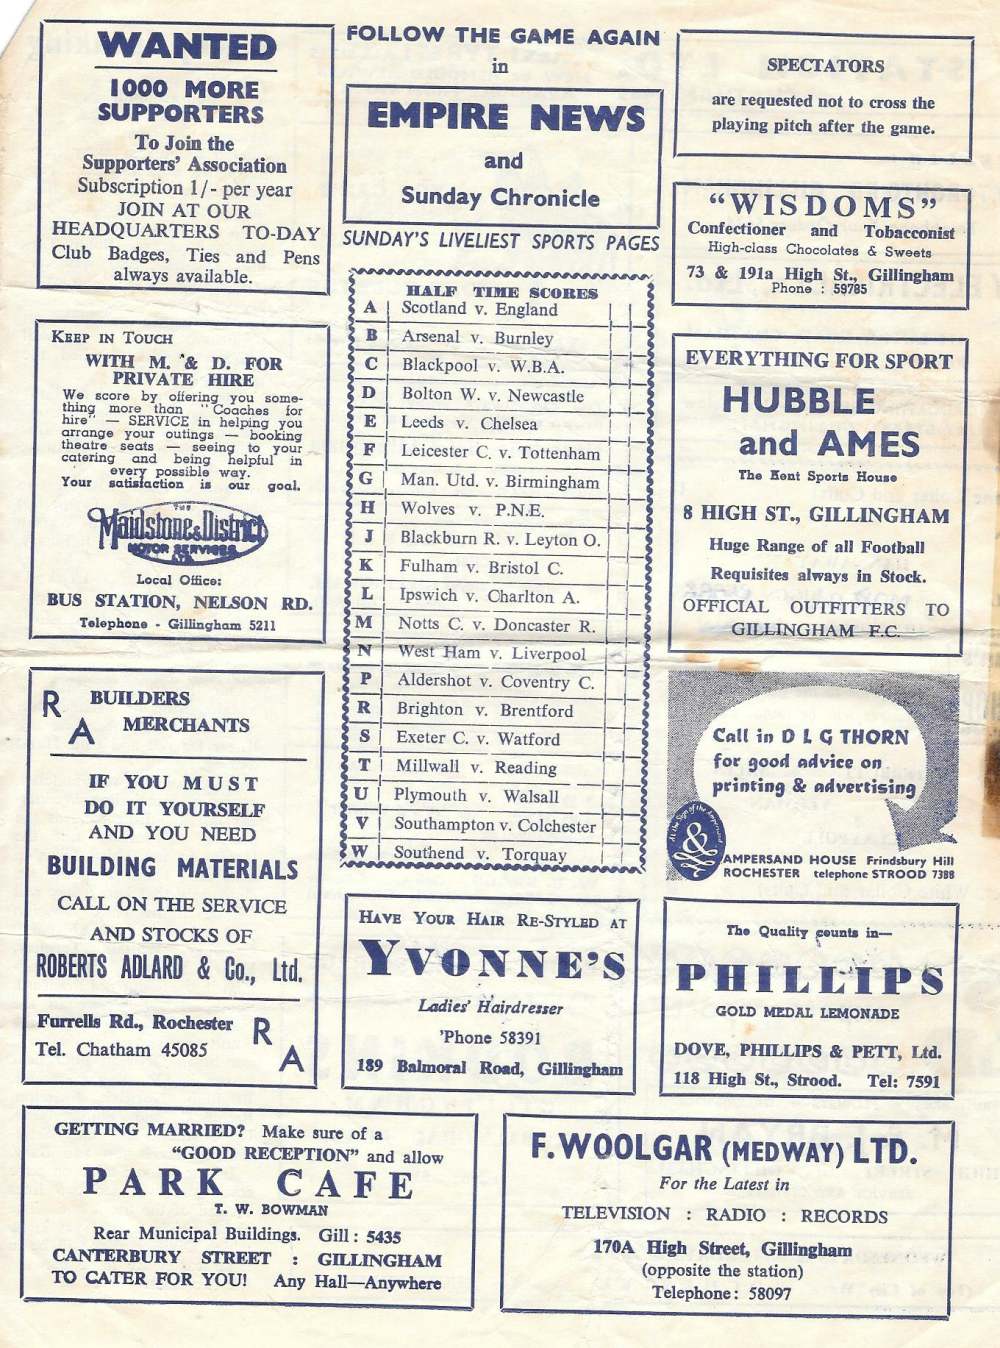 WANTED
1000 MORE
SUPPORTERS
To Join the
Supporters' Association
Subscription 1/- per year
JOIN AT OUR
HEADQUARTERS TO-DAY
Club Badges, Ties and Pens
always available.
FOLLOW THE GAME AGAIN
in
EMPIRE NEWS
and
Sunday Chronicle
SUNDAY'S LIVELIEST SPORTS PAGES
SPECTATORS
are requested not to cross the
playing pitch after the game.
"WISDOMS"
Confectioner and Tobacconist
High-class Chocolates & Sweets
73 & 191a High St., Gillingham
Phone : 59785
KEEP IN TOUCH
WITH M. & D. FOR
PRIVATE HIRE
We score by offering you some-
thing more than "Coaches for
hire" — SERVICE in helping you
arrange your outings — booking
theatre seats — seeing to your
catering and being helpful in
every possible way.
Your satisfaction is our goal.
THE
Maidstone & District
MOTOR SERVICES
LTD.
Local Office:
BUS STATION, NELSON RD.
Telephone - Gillingham 5211
HALF TIME SCORES
A Scotland v. England
B Arsenal v. Burnley
C Blackpool v. W.B.A.
D Bolton W. v. Newcastle
E Leeds v. Chelsea
F Leicester C. v. Tottenham
G Man. Utd. v. Birmingham
H Wolves v. P.N.E.
J Blackburn R. v. Leyton O.
K Fulham v. Bristol C.
L Ipswich v. Charlton A.
M Notts C. v. Doncaster R.
N West Ham v. Liverpool
P Aldershot v. Coventry C.
R Brighton v. Brentford
S Exeter C. v. Watford
T Millwall v. Reading
U Plymouth v. Walsall
V Southampton v. Colchester
W Southend v. Torquay
EVERYTHING FOR SPORT
HUBBLE
and AMES
The Kent Sports House
8 HIGH ST., GILLINGHAM
Huge Range of all Football
Requisites always in Stock.
OFFICIAL OUTFITTERS TO
GILLINGHAM F.C.
R A
BUILDERS
MERCHANTS
IF YOU MUST
DO IT YOURSELF
AND YOU NEED
BUILDING MATERIALS
CALL ON THE SERVICE
AND STOCKS OF
ROBERTS ADLARD & Co., Ltd.
Furrells Rd., Rochester
Tel. Chatham 45085
R A
Call in D L G THORN
for good advice on
printing & advertising
At the Sign of the Ampersand
&
AMPERSAND HOUSE Frindsbury Hill
ROCHESTER telephone STROOD 7388
HAVE YOUR HAIR RE-STYLED AT
YVONNE'S
Ladies' Hairdresser
'Phone 58391
189 Balmoral Road, Gillingham
The Quality counts in—
PHILLIPS
GOLD MEDAL LEMONADE
DOVE, PHILLIPS & PETT, Ltd.
118 High St., Strood. Tel: 7591
GETTING MARRIED? Make sure of a
"GOOD RECEPTION" and allow
PARK CAFE
T. W. BOWMAN
Rear Municipal Buildings. Gill : 5435
CANTERBURY STREET : GILLINGHAM
TO CATER FOR YOU! Any Hall—Anywhere
F. WOOLGAR (MEDWAY) LTD.
For the Latest in
TELEVISION : RADIO : RECORDS
170A High Street, Gillingham
(opposite the station)
Telephone: 58097